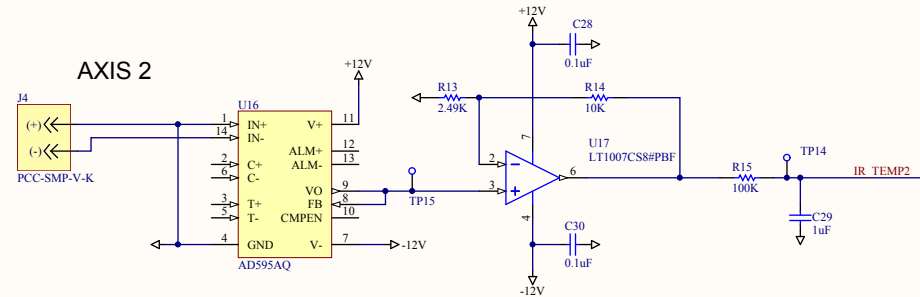 AXIS 2
J4
(+)
(-)
PCC-SMP-V-K
U16
1 IN+
14 IN-
2 C+
6 C-
3 T+
5 T-
4 GND
V+ 11
ALM+ 12
ALM- 13
VO 9
FB 8
CMPEN 10
V- 7
AD595AQ
+12V
-12V
TP15
+12V
C28
0.1uF
R13
2.49K
R14
10K
U17
LT1007CS8#PBF
7
2
3
6
4
C30
0.1uF
-12V
R15
100K
TP14
IR_TEMP2
C29
1uF